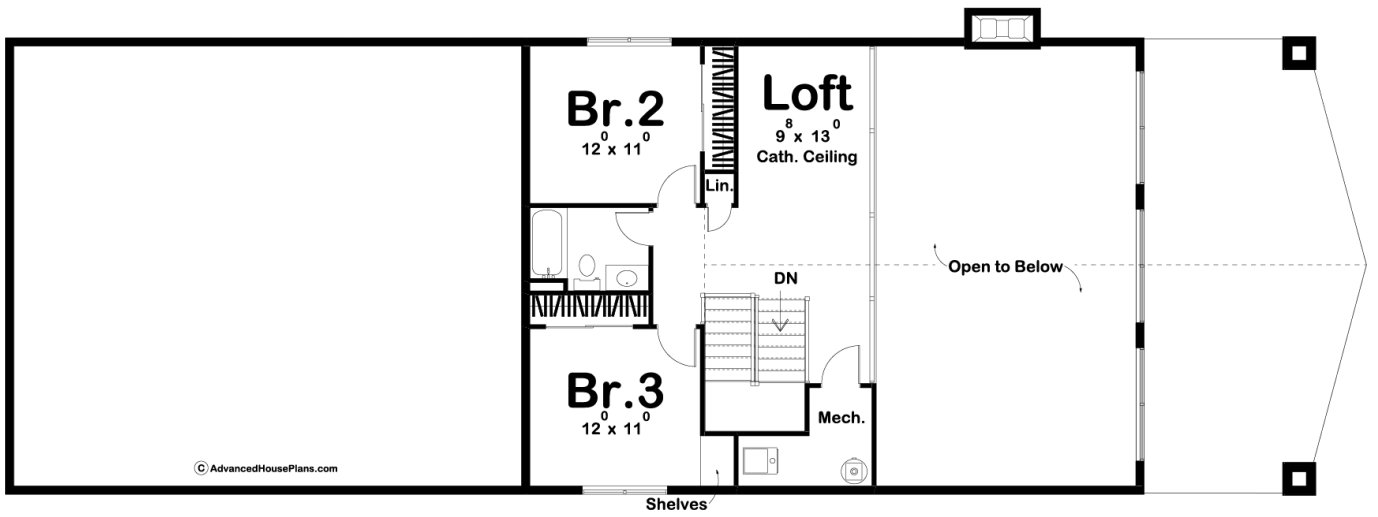 Br.2
12⁰ x 11⁰
Lin.
Loft
9⁸ x 13⁰
Cath. Ceiling
Open to Below
DN
Br.3
12⁰ x 11⁰
Mech.
© AdvancedHousePlans.com
Shelves